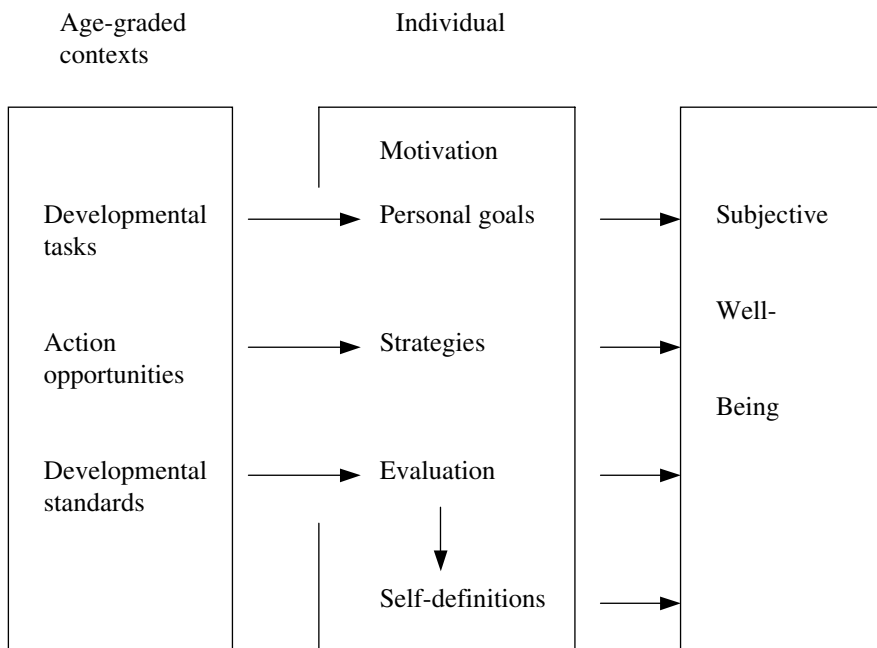 Age-graded
contexts
Individual
Motivation
Developmental
tasks
Personal goals
Subjective
Well-
Action
opportunities
Strategies
Being
Developmental
standards
Evaluation
Self-definitions